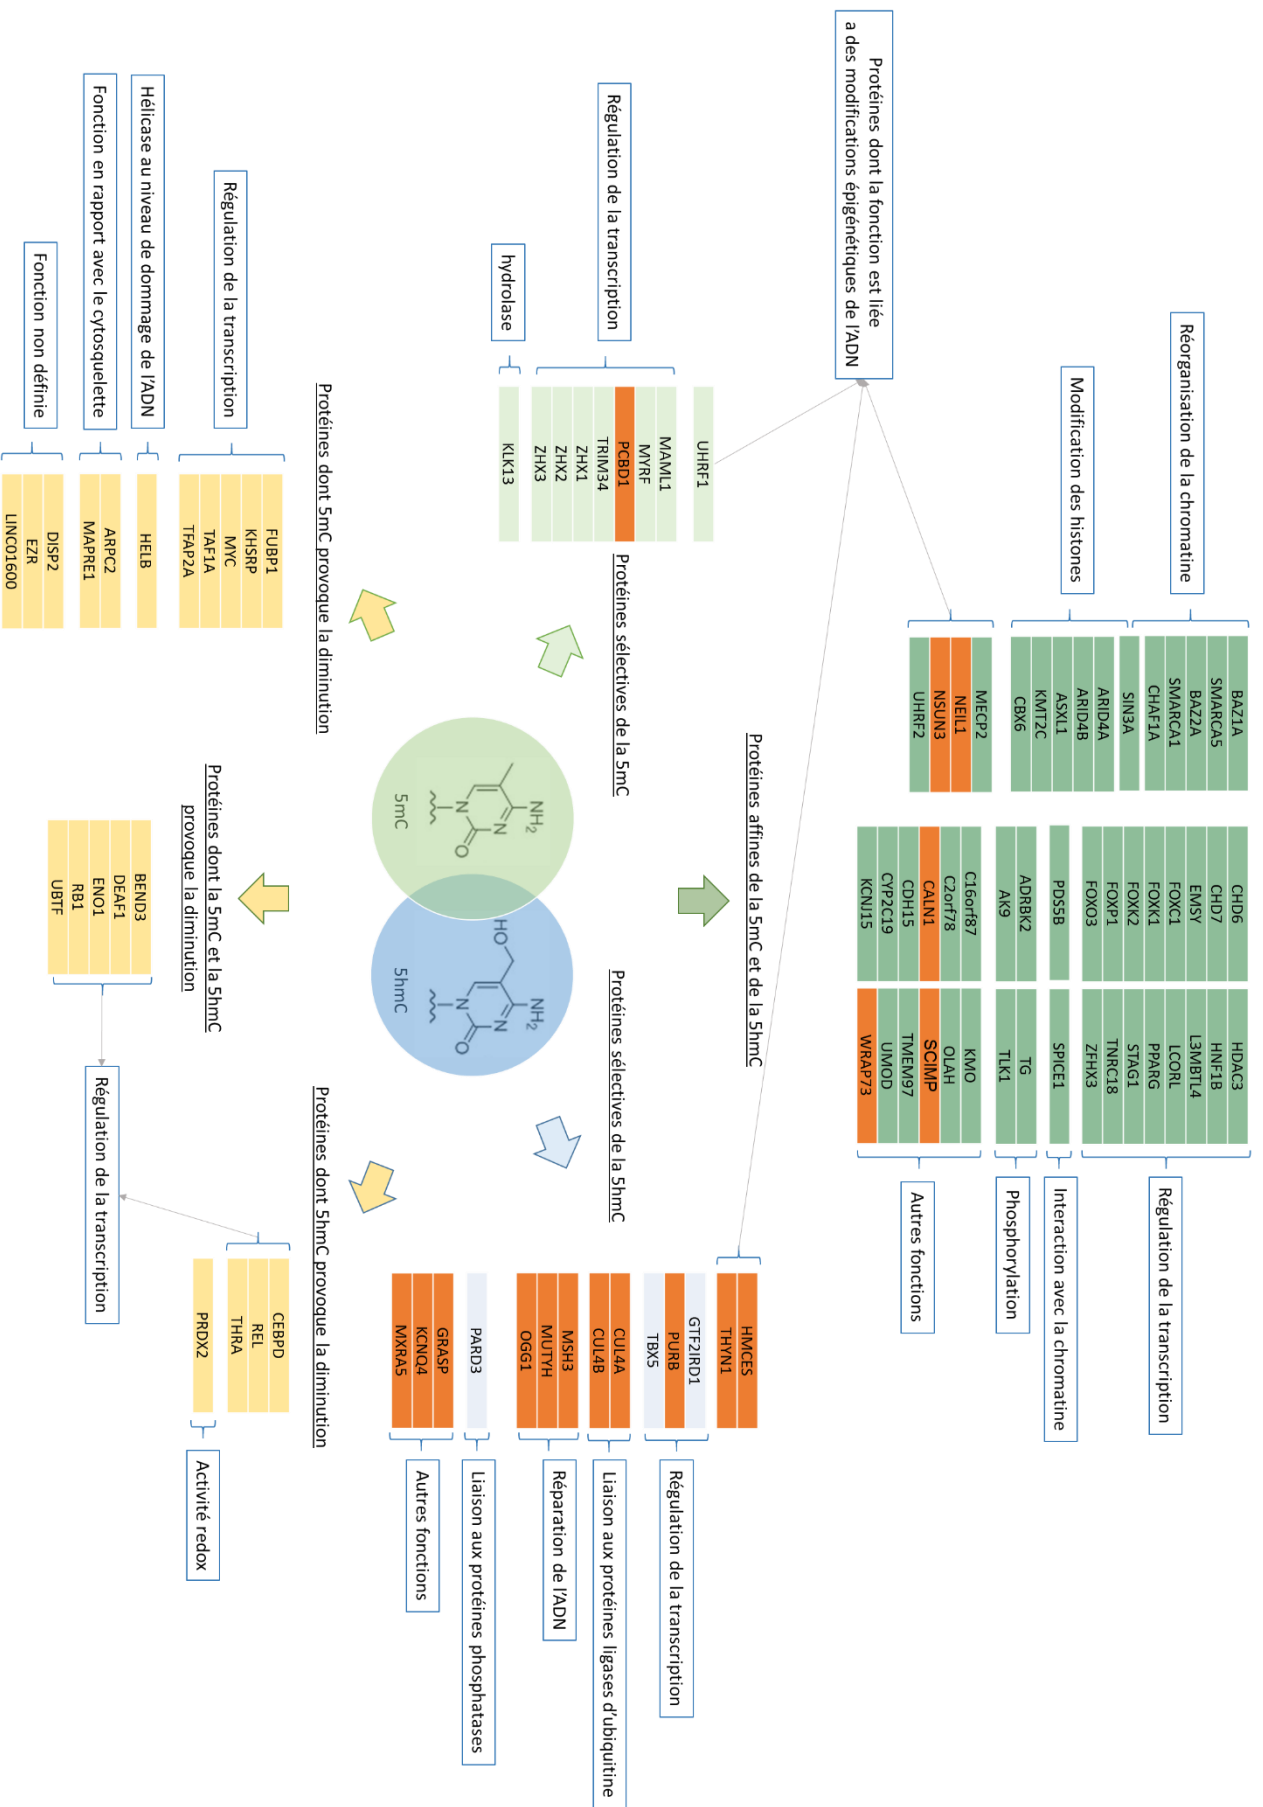 Réorganisation de la chromatine
Modification des histones
BAZ1A
SMARCA5
BAZ2A
SMARCA1
CHAF1A
SIN3A
ARID4A
ARID4B
ASXL1
KMT2C
CBX6
MECP2
NEIL1
NSUN3
UHRF2
CHD6
CHD7
EMSY
FOXC1
FOXK1
FOXK2
FOXP1
FOXO3
PDS5B
ADRBK2
AK9
C16orf87
C2orf78
CALN1
CDH15
CYP2C19
KCNJ15
HDAC3
HNF1B
L3MBTL4
LCORL
PPARG
STAG1
TNRC18
ZFHX3
SPICE1
TG
TLK1
KMO
OLAH
SCIMP
TMEM97
UMOD
WRAP73
Régulation de la transcription
Interaction avec la chromatine
Phosphorylation
Autres fonctions
Protéines dont la fonction est liée
a des modifications épigénétiques de l'ADN
Protéines affines de la 5mC et de la 5hmC
Régulation de la transcription
hydrolase
UHRF1
MAML1
MYRF
PCBD1
TRIM34
ZHX1
ZHX2
ZHX3
KLK13
Protéines sélectives de la 5mC
Protéines sélectives de la 5hmC
HMCES
THYN1
GTF2IRD1
PURB
TBX5
CUL4A
CUL4B
MSH3
MUTYH
OGG1
PARD3
GRASP
KCNQ4
MXRA5
Régulation de la transcription
Liaison aux protéines ligases d'ubiquitine
Réparation de l'ADN
Liaison aux protéines phosphatases
Autres fonctions
NH2
N
N
O
5mC
HO
NH2
N
N
O
5hmC
Protéines dont 5mC provoque la diminution
Régulation de la transcription
Hélicase au niveau de dommage de l'ADN
Fonction en rapport avec le cytosquelette
Fonction non définie
FUBP1
KHSRP
MYC
TAF1A
TFAP2A
HELB
ARPC2
MAPRE1
DISP2
EZR
LINC01600
Protéines dont la 5mC et la 5hmC
provoque la diminution
BEND3
DEAF1
ENO1
RB1
UBTF
Régulation de la transcription
Protéines dont 5hmC provoque la diminution
CEBPD
REL
THRA
PRDX2
Activité redox